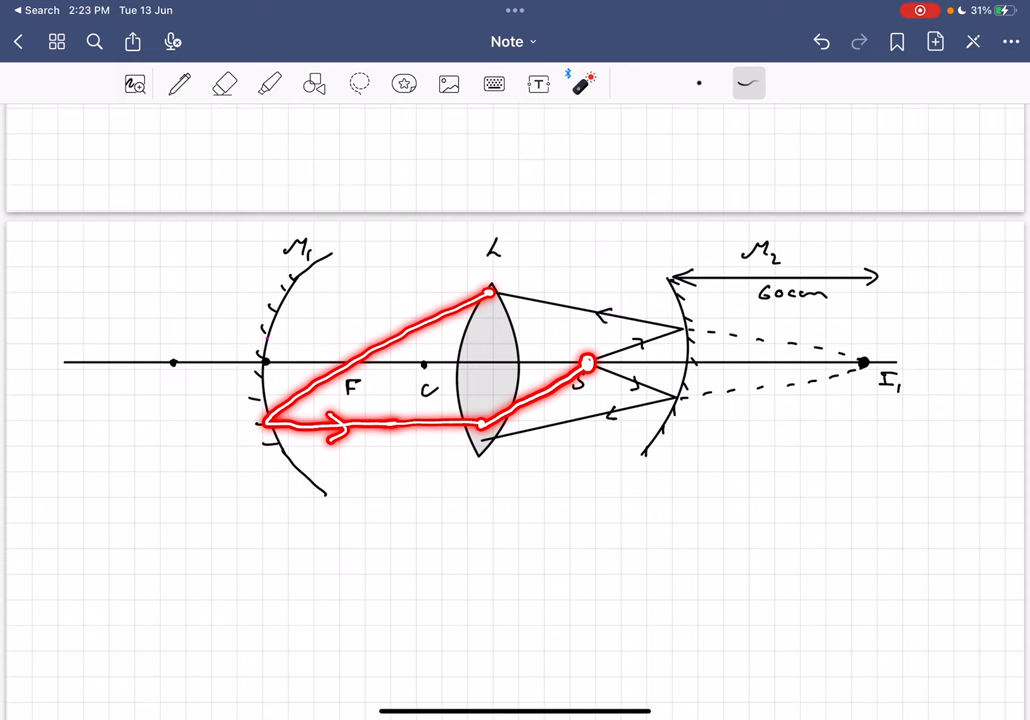 Search 2:23 PM Tue 13 Jun 31%
Note
T
M₁ L M₂
60cm
F C S I₁